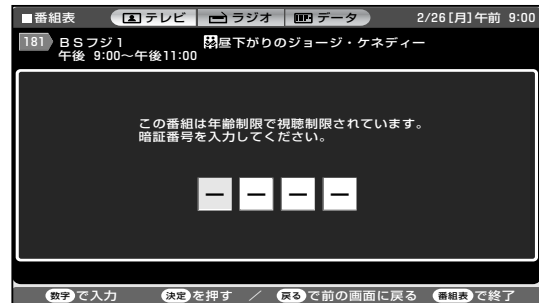 ■番組表 テレビ ラジオ データ 2/26[月]午前 9:00
181 BSフジ1 昼下がりのジョージ・ケネディー
午後 9:00～午後11:00
この番組は年齢制限で視聴制限されています。
暗証番号を入力してください。
－ － － －
数字で入力 決定を押す ／ 戻るで前の画面に戻る 番組表で終了